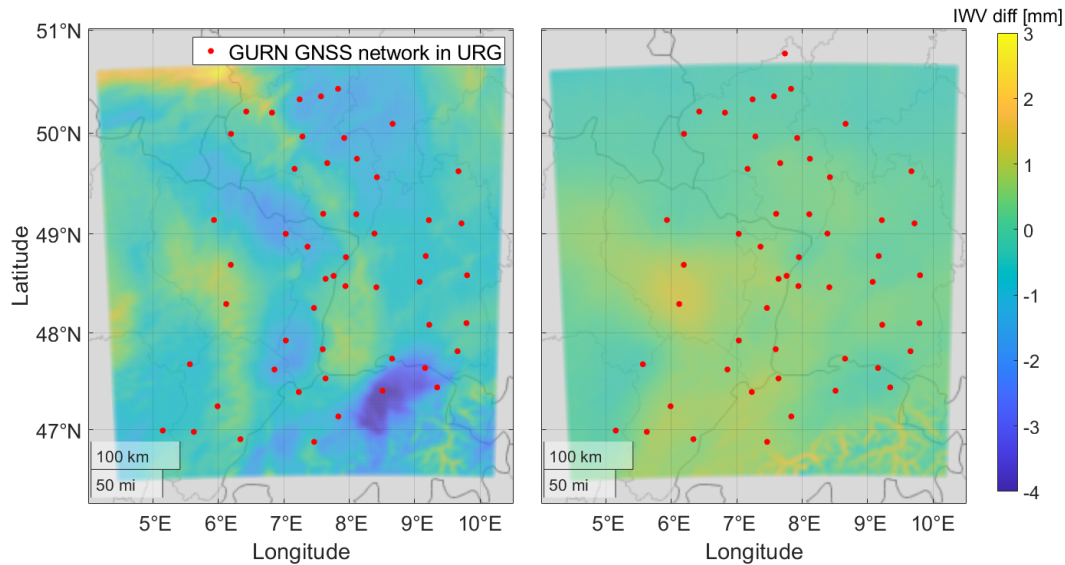 IWV diff [mm]
GURN GNSS network in URG
51°N
50°N
49°N
48°N
47°N
Latitude
100 km
50 mi
5°E 6°E 7°E 8°E 9°E 10°E
Longitude
100 km
50 mi
5°E 6°E 7°E 8°E 9°E 10°E
Longitude
3
2
1
0
-1
-2
-3
-4